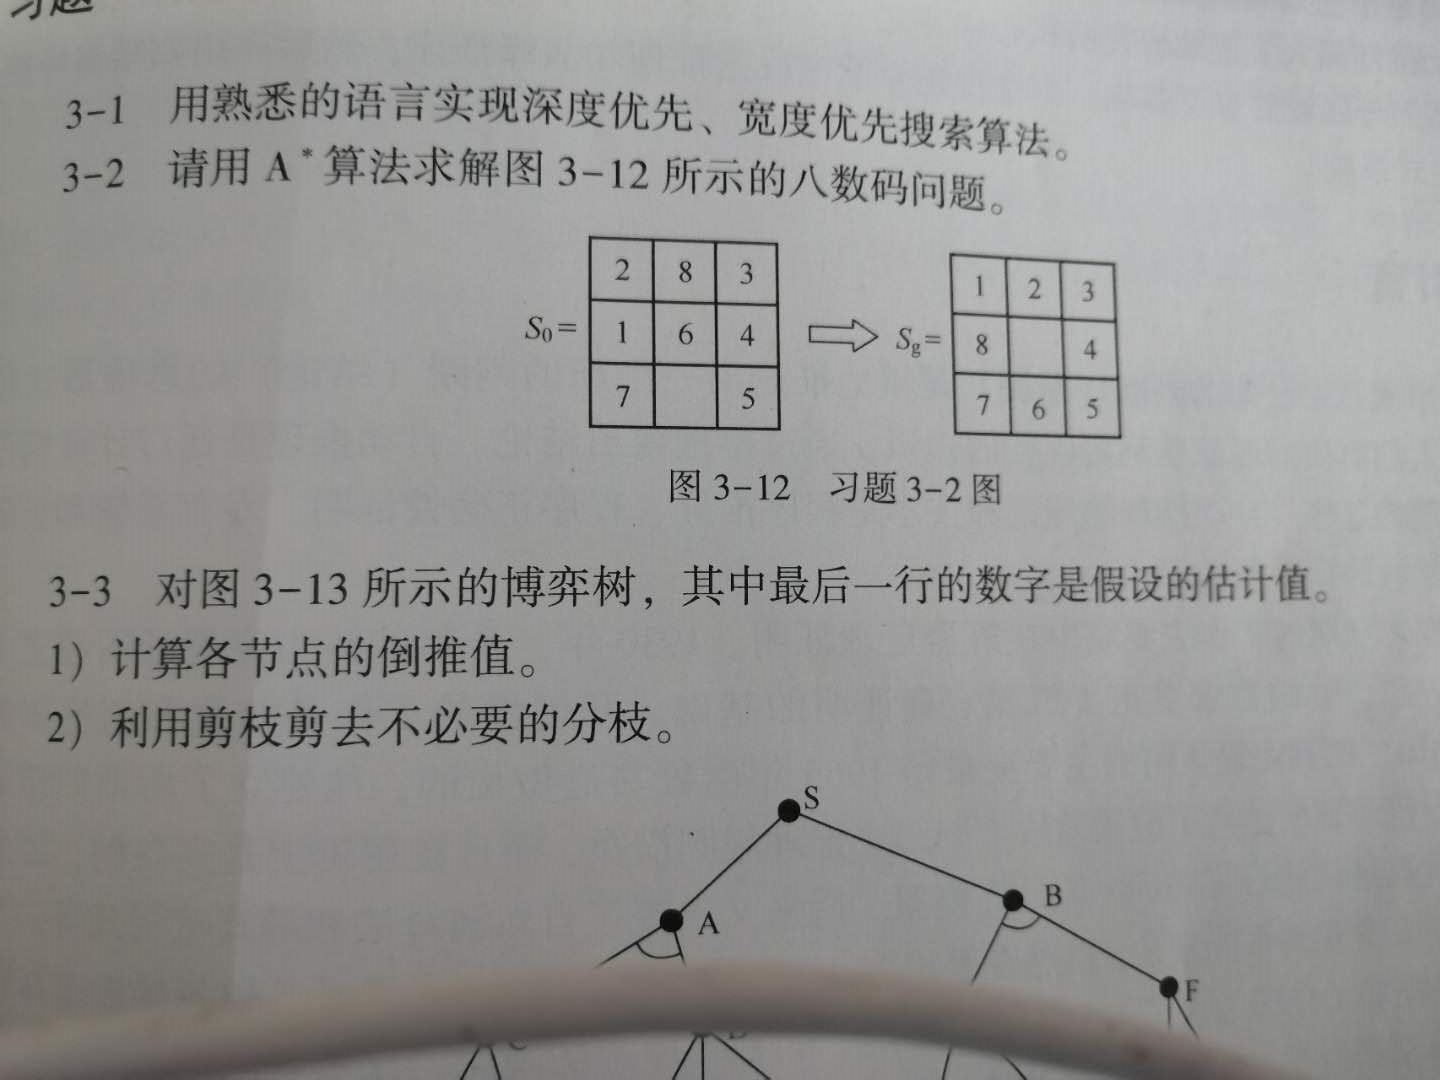 习题
3-1 用熟悉的语言实现深度优先、宽度优先搜索算法。
3-2 请用 A*算法求解图 3-12 所示的八数码问题。
2 8 3
1 6 4
7 5
S₀=
1 2 3
8 4
7 6 5
Sg=
图 3-12 习题 3-2 图
3-3 对图 3-13 所示的博弈树，其中最后一行的数字是假设的估计值。
1) 计算各节点的倒推值。
2) 利用剪枝剪去不必要的分枝。
S
A
B
F